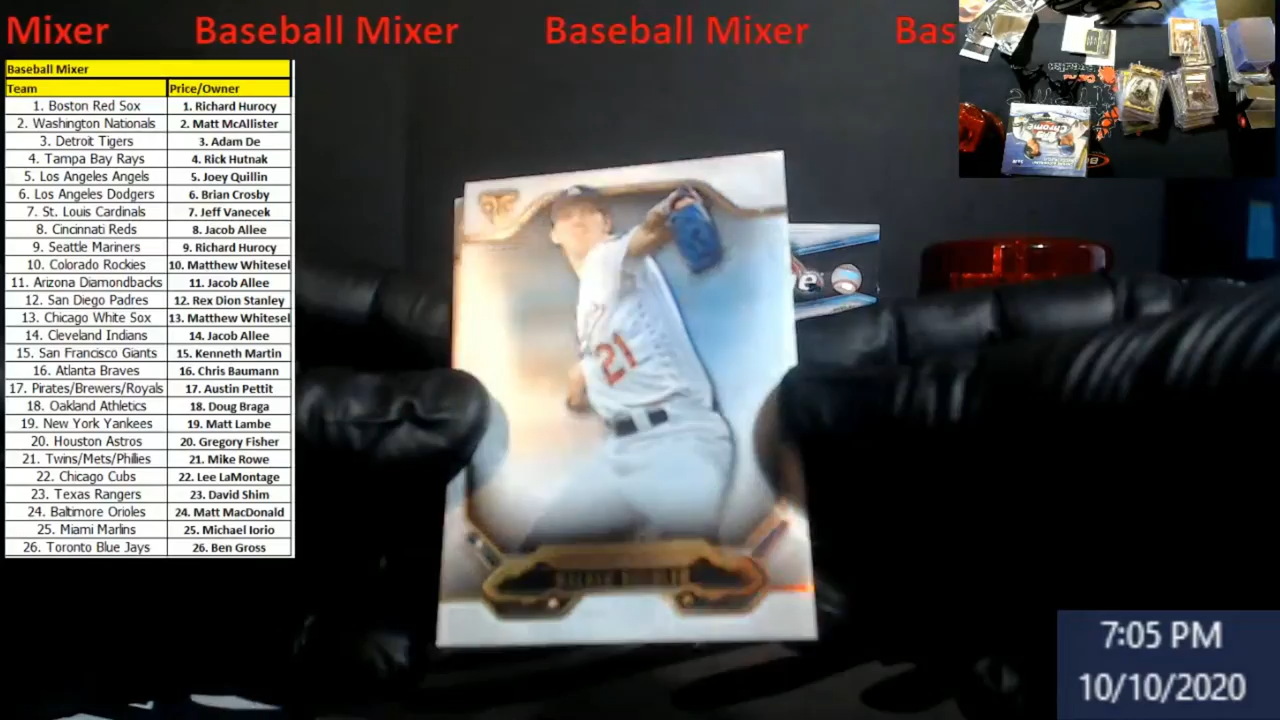 Mixer Baseball Mixer Baseball Mixer Bas
Baseball Mixer
Team Price/Owner
1. Boston Red Sox 1. Richard Hurocy
2. Washington Nationals 2. Matt McAllister
3. Detroit Tigers 3. Adam De
4. Tampa Bay Rays 4. Rick Hutnak
5. Los Angeles Angels 5. Joey Quillin
6. Los Angeles Dodgers 6. Brian Crosby
7. St. Louis Cardinals 7. Jeff Vanecek
8. Cincinnati Reds 8. Jacob Allee
9. Seattle Mariners 9. Richard Hurocy
10. Colorado Rockies 10. Matthew Whitesel
11. Arizona Diamondbacks 11. Jacob Allee
12. San Diego Padres 12. Rex Dion Stanley
13. Chicago White Sox 13. Matthew Whitesel
14. Cleveland Indians 14. Jacob Allee
15. San Francisco Giants 15. Kenneth Martin
16. Atlanta Braves 16. Chris Baumann
17. Pirates/Brewers/Royals 17. Austin Pettit
18. Oakland Athletics 18. Doug Braga
19. New York Yankees 19. Matt Lambe
20. Houston Astros 20. Gregory Fisher
21. Twins/Mets/Phillies 21. Mike Rowe
22. Chicago Cubs 22. Lee LaMontage
23. Texas Rangers 23. David Shim
24. Baltimore Orioles 24. Matt MacDonald
25. Miami Marlins 25. Michael Iorio
26. Toronto Blue Jays 26. Ben Gross
21
7:05 PM
10/10/2020